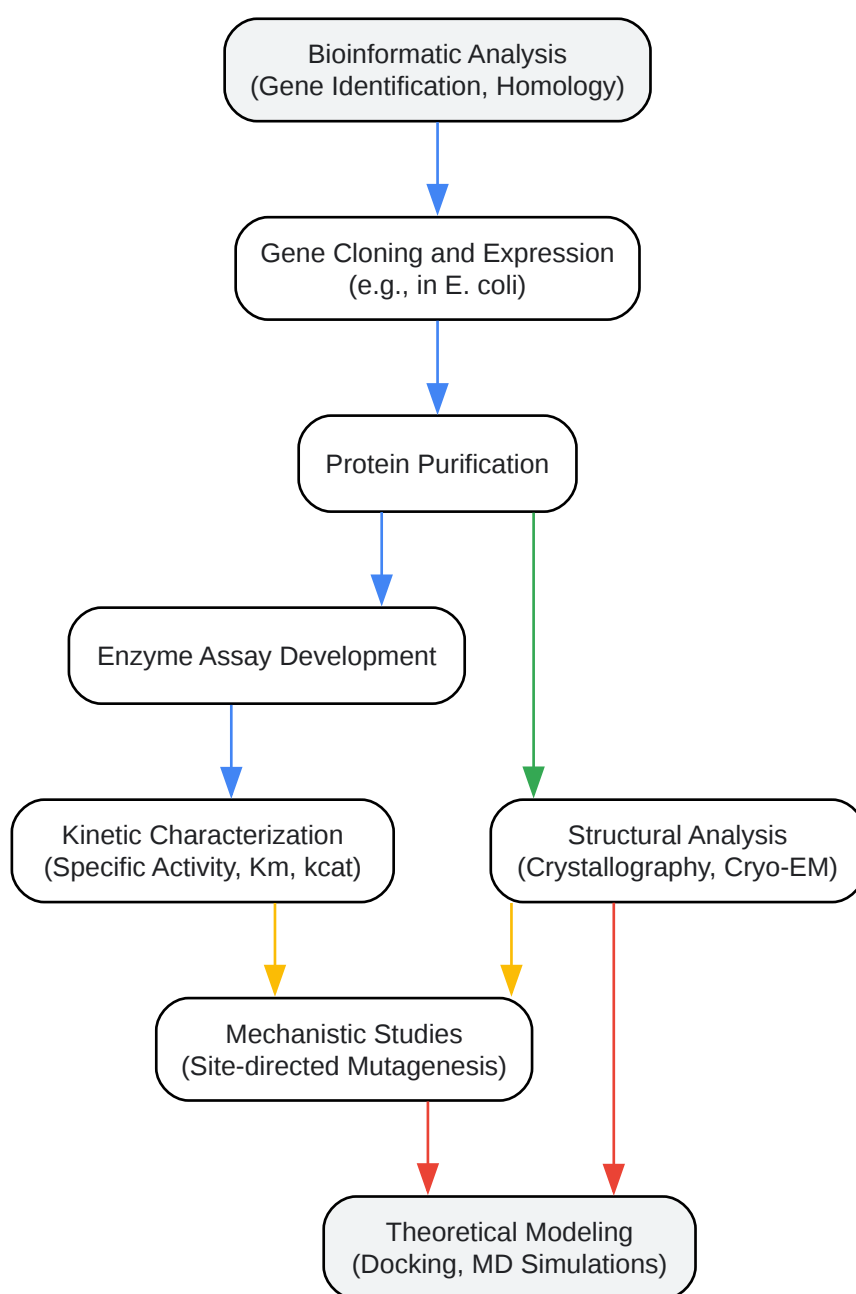 Bioinformatic Analysis
(Gene Identification, Homology)
Gene Cloning and Expression
(e.g., in E. coli)
Protein Purification
Enzyme Assay Development
Kinetic Characterization
(Specific Activity, Km, kcat)
Structural Analysis
(Crystallography, Cryo-EM)
Mechanistic Studies
(Site-directed Mutagenesis)
Theoretical Modeling
(Docking, MD Simulations)